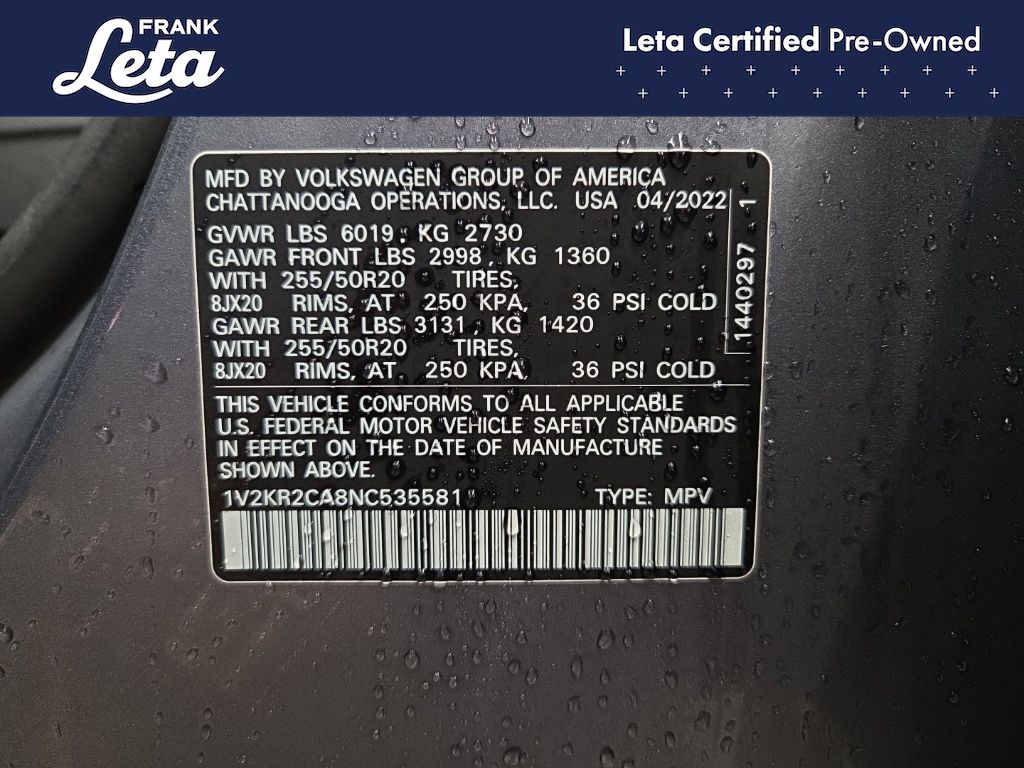 FRANK
Leta
Leta Certified Pre-Owned
MFD BY VOLKSWAGEN GROUP OF AMERICA
CHATTANOOGA OPERATIONS, LLC. USA 04/2022
GVWR LBS 6019, KG 2730
GAWR FRONT LBS 2998, KG 1360
WITH 255/50R20 TIRES,
8JX20 RIMS, AT 250 KPA, 36 PSI COLD
GAWR REAR LBS 3131, KG 1420
WITH 255/50R20 TIRES,
8JX20 RIMS, AT 250 KPA, 36 PSI COLD
1440297 1
THIS VEHICLE CONFORMS TO ALL APPLICABLE
U.S. FEDERAL MOTOR VEHICLE SAFETY STANDARDS
IN EFFECT ON THE DATE OF MANUFACTURE
SHOWN ABOVE.
1V2KR2CA8NC535581 TYPE: MPV